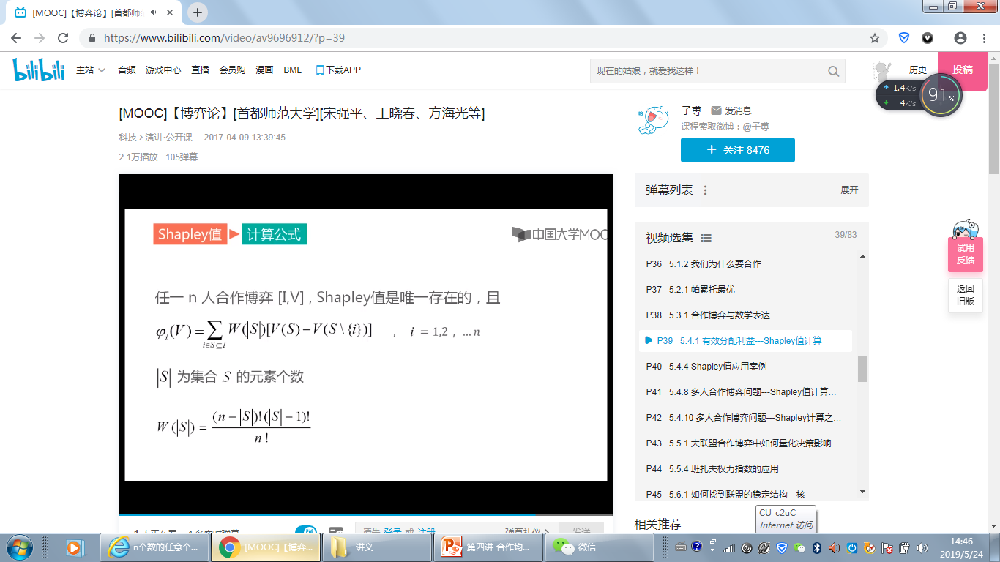 [MOOC]【博弈论】[首都师范
https://www.bilibili.com/video/av9696912/?p=39
bilibili 主站 音频 游戏中心 直播 会员购 漫画 BML 下载APP
现在的姑娘，就爱我这样！
历史
投稿
1.4K/s
4K/s
91%
[MOOC]【博弈论】[首都师范大学][宋强平、王晓春、方海光等]
科技 > 演讲·公开课 2017-04-09 13:39:45
2.1万播放 · 105弹幕
子尃 发消息
课程索取微博：@子尃
+ 关注 8476
Shapley值 计算公式
中国大学MOOC
任一 n 人合作博弈 [I,V]，Shapley值是唯一存在的，且
φᵢ(V)=∑_{i∈S⊆I} W(|S|)[V(S)−V(S\{i})] ， i = 1,2，…n
|S| 为集合 S 的元素个数
W(|S|) = (n−|S|)!(|S|−1)! / n!
弹幕列表
展开
视频选集
39/83
P36 5.1.2 我们为什么要合作
P37 5.2.1 帕累托最优
P38 5.3.1 合作博弈与数学表达
P39 5.4.1 有效分配利益---Shapley值计算
P40 5.4.4 Shapley值应用案例
P41 5.4.8 多人合作博弈问题---Shapley值计算...
P42 5.4.10 多人合作博弈问题---Shapley计算之...
P43 5.5.1 大联盟合作博弈中如何量化决策影响...
P44 5.5.4 班扎夫权力指数的应用
P45 5.6.1 如何找到联盟的稳定结构---核
试用
反馈
返回
旧版
相关推荐
CU_c2uC
Internet 访问
1 人正在看 弹
请先 登录 或 注册
弹幕礼仪 >
发送
n个数的任意个...
[MOOC]【博弈...
讲义
第四讲 合作均...
微信
14:46
2019/5/24